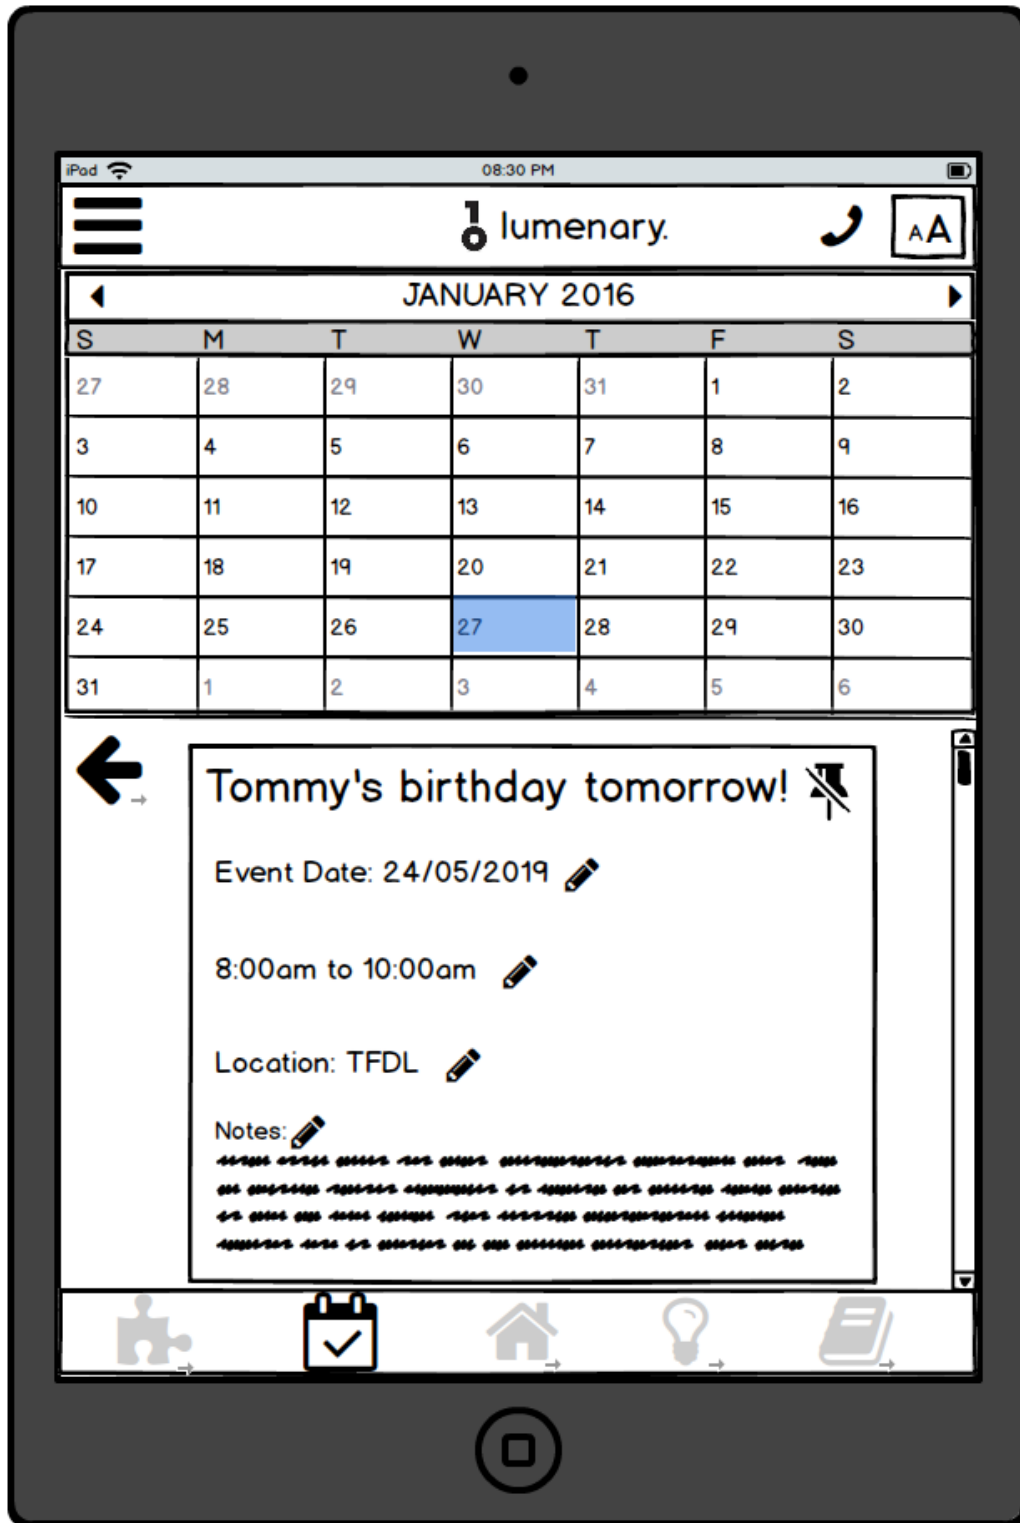 iPad 08:30 PM
lumenary. AA
JANUARY 2016
S M T W T F S
27 28 29 30 31 1 2
3 4 5 6 7 8 9
10 11 12 13 14 15 16
17 18 19 20 21 22 23
24 25 26 27 28 29 30
31 1 2 3 4 5 6
Tommy's birthday tomorrow!
Event Date: 24/05/2019
8:00am to 10:00am
Location: TFDL
Notes: